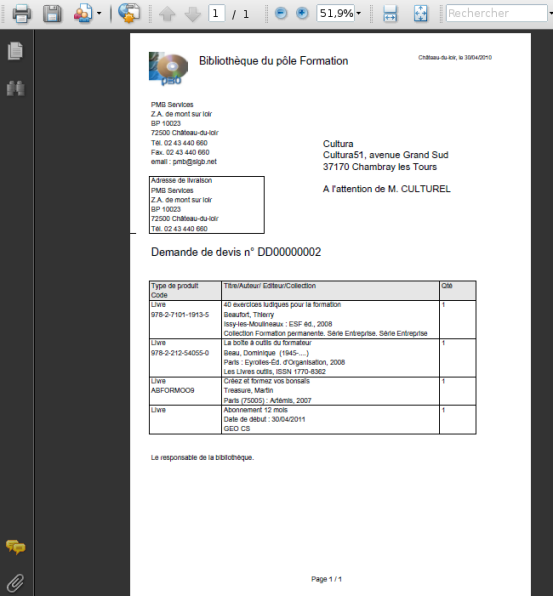 1 / 1
51,9%
Rechercher
Bibliothèque du pôle Formation
Château-du-loir, le 30/04/2010
PMB Services
Z.A. de mont sur loir
BP 10023
72500 Château-du-loir
Tél. 02 43 440 660
Fax. 02 43 440 660
email : pmb@sigb.net
Cultura
Cultura51, avenue Grand Sud
37170 Chambray les Tours
A l'attention de M. CULTUREL
Adresse de livraison
PMB Services
Z.A. de mont sur loir
BP 10023
72500 Château-du-loir
Tél. 02 43 440 660
Demande de devis n° DD00000002
Type de produit Titre/Auteur/ Editeur/Collection Qté
Code
Livre 40 exercices ludiques pour la formation 1
978-2-7101-1913-5 Beaufort, Thierry
Issy-les-Moulineaux : ESF éd., 2008
Collection Formation permanente. Série Entreprise. Série Entreprise
Livre La boîte à outils du formateur 1
978-2-212-54055-0 Beau, Dominique (1945-....)
Paris : Eyrolles-Éd. d'Organisation, 2008
Les Livres outils, ISSN 1770-8362
Livre Créez et formez vos bonsaïs 1
ABFORMOO9 Treasure, Martin
Paris (75005) : Artémis, 2007
Livre Abonnement 12 mois 1
Date de début : 30/04/2011
GEO CS
Le responsable de la bibliothèque.
Page 1 / 1